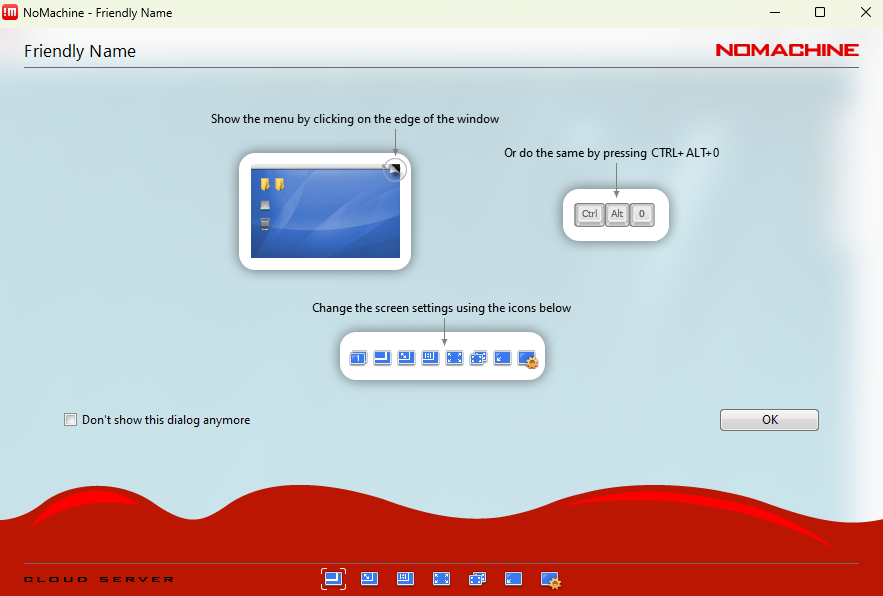 NoMachine - Friendly Name
Friendly Name
NOMACHINE
Show the menu by clicking on the edge of the window
Or do the same by pressing CTRL+ALT+0
Ctrl Alt 0
Change the screen settings using the icons below
Don't show this dialog anymore
OK
CLOUD SERVER